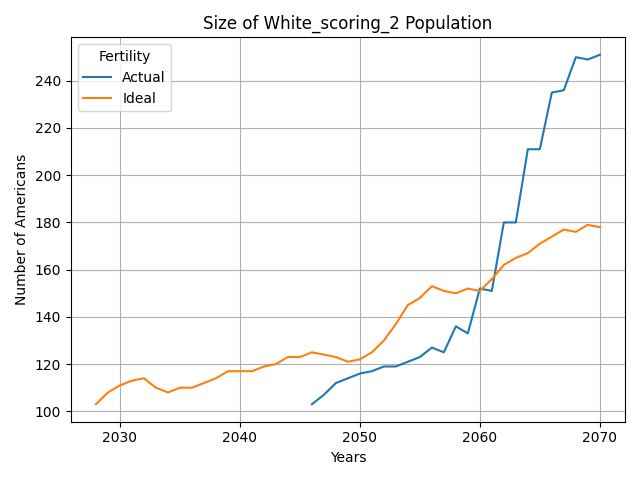 Size of White_scoring_2 Population
Fertility
Actual
Ideal
Number of Americans
240
220
200
180
160
140
120
100
2030 2040 2050 2060 2070
Years